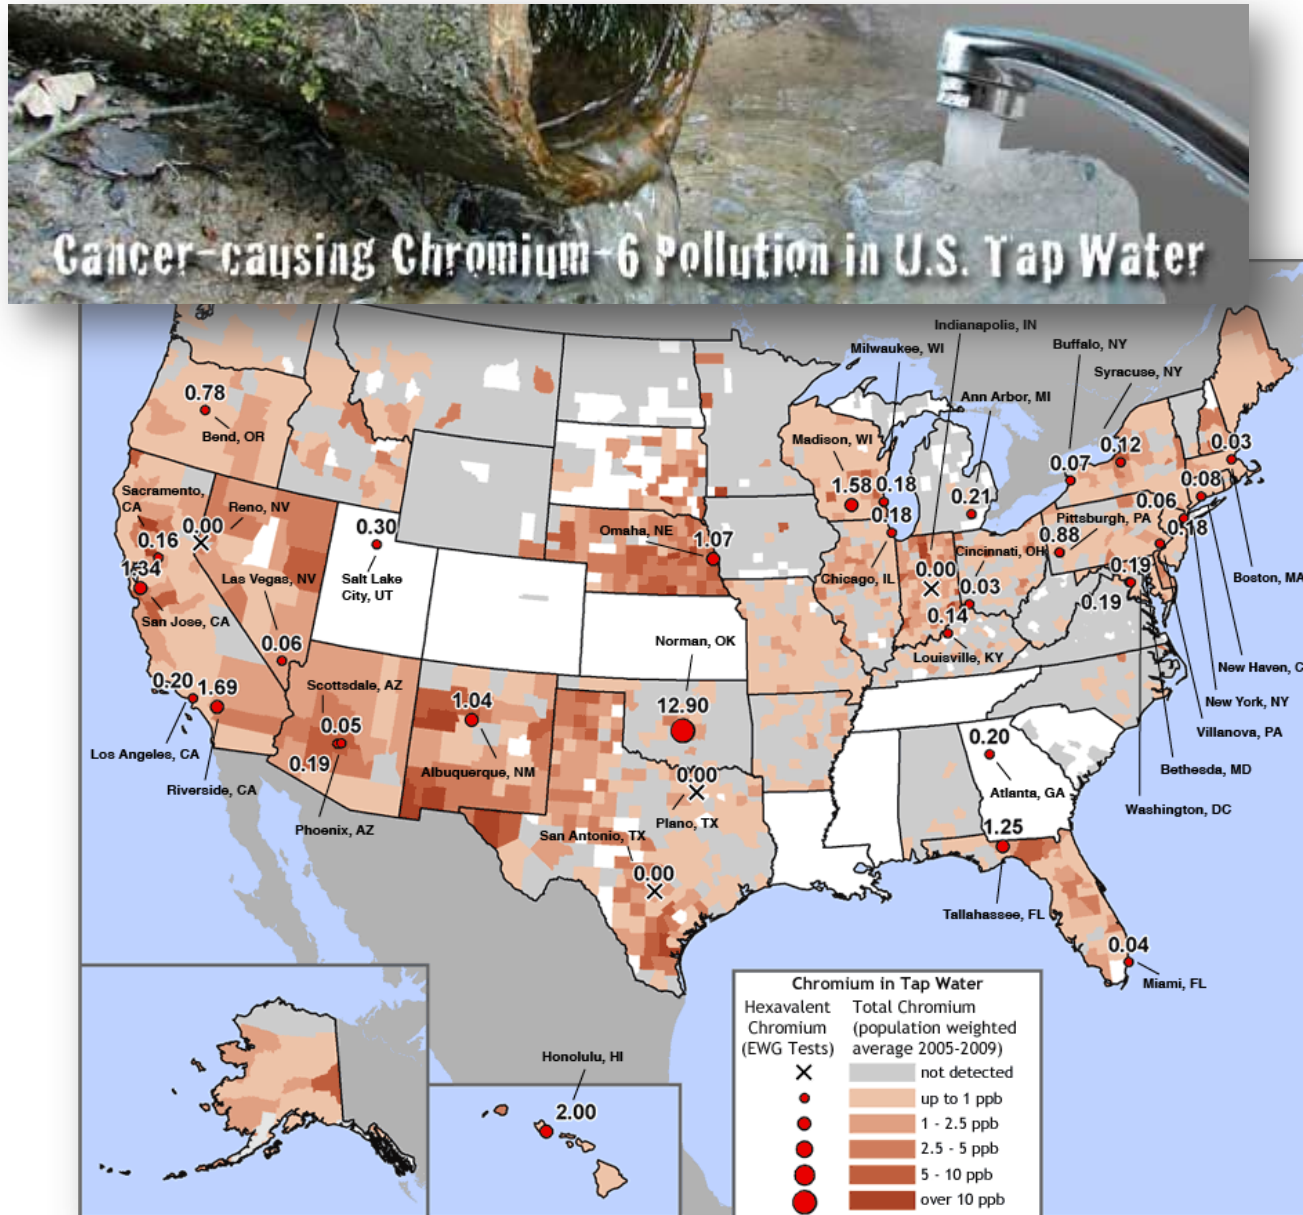 Cancer-causing Chromium-6 Pollution in U.S. Tap Water
Indianapolis, IN
Milwaukee, WI
Buffalo, NY
Syracuse, NY
Ann Arbor, MI
0.78
Bend, OR
Madison, WI
0.12
0.03
0.07
Sacramento,
CA
Reno, NV
1.58
0.18
0.21
0.08
0.06
0.00
0.30
Omaha, NE
1.07
0.18
Pittsburgh, PA
0.18
0.16
0.88
Cincinnati, OH
1.34
Las Vegas, NV
Salt Lake
City, UT
Chicago, IL
0.00
0.19
Boston, MA
0.03
0.19
San Jose, CA
0.14
0.06
Norman, OK
Louisville, KY
New Haven, C
0.20
1.69
Scottsdale, AZ
1.04
12.90
New York, NY
0.05
0.20
Villanova, PA
Los Angeles, CA
0.19
Albuquerque, NM
0.00
Bethesda, MD
Riverside, CA
Atlanta, GA
Washington, DC
Phoenix, AZ
San Antonio, TX
Plano, TX
1.25
0.00
Tallahassee, FL
0.04
Miami, FL
Honolulu, HI
2.00
Chromium in Tap Water
Hexavalent
Chromium
(EWG Tests)
Total Chromium
(population weighted
average 2005-2009)
not detected
up to 1 ppb
1 - 2.5 ppb
2.5 - 5 ppb
5 - 10 ppb
over 10 ppb